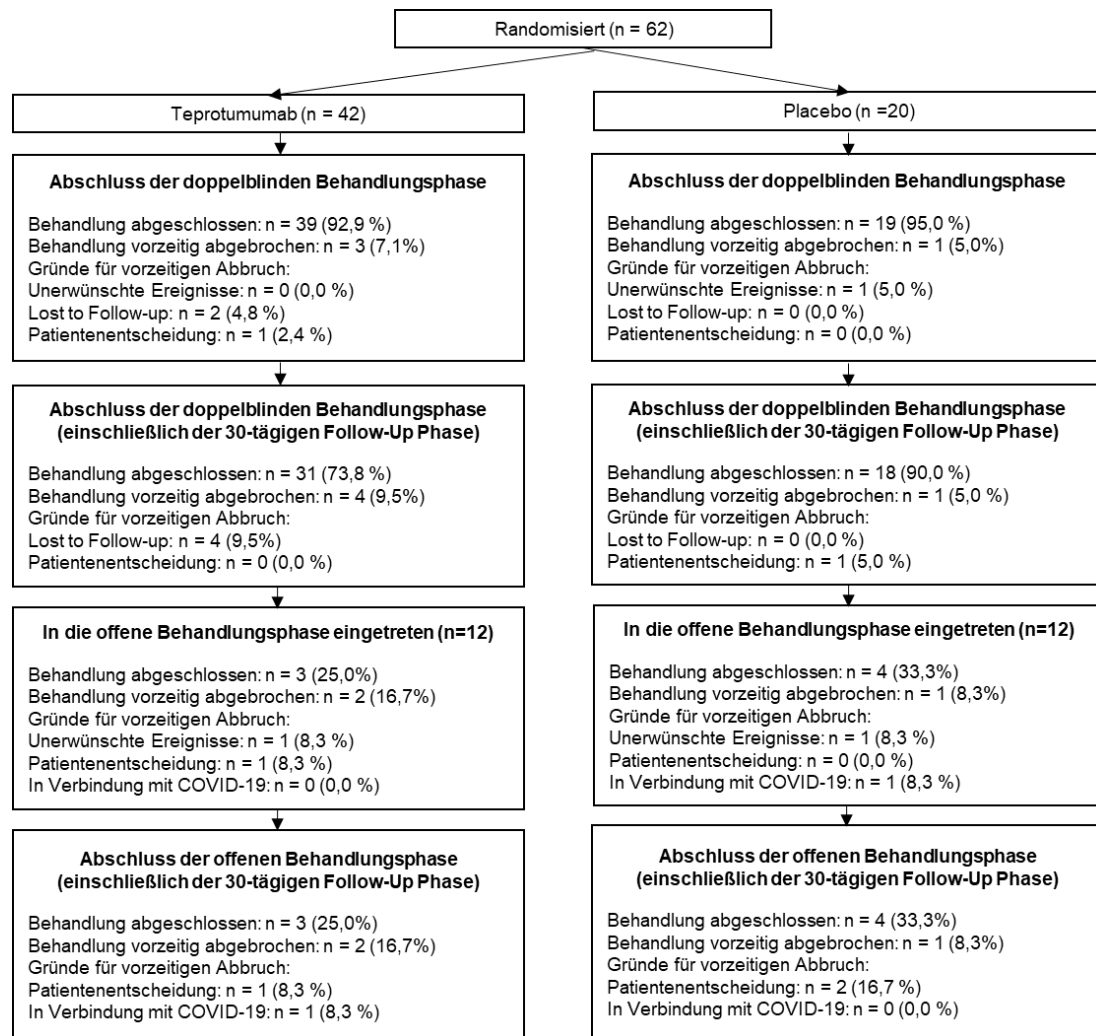 Randomisiert (n = 62)
Teprotumumab (n = 42)
Abschluss der doppelblinden Behandlungsphase
Behandlung abgeschlossen: n = 39 (92,9 %)
Behandlung vorzeitig abgebrochen: n = 3 (7,1%)
Gründe für vorzeitigen Abbruch:
Unerwünschte Ereignisse: n = 0 (0,0 %)
Lost to Follow-up: n = 2 (4,8 %)
Patientenentscheidung: n = 1 (2,4 %)
Abschluss der doppelblinden Behandlungsphase
(einschließlich der 30-tägigen Follow-Up Phase)
Behandlung abgeschlossen: n = 31 (73,8 %)
Behandlung vorzeitig abgebrochen: n = 4 (9,5%)
Gründe für vorzeitigen Abbruch:
Lost to Follow-up: n = 4 (9,5%)
Patientenentscheidung: n = 0 (0,0 %)
In die offene Behandlungsphase eingetreten (n=12)
Behandlung abgeschlossen: n = 3 (25,0%)
Behandlung vorzeitig abgebrochen: n = 2 (16,7%)
Gründe für vorzeitigen Abbruch:
Unerwünschte Ereignisse: n = 1 (8,3 %)
Patientenentscheidung: n = 1 (8,3 %)
In Verbindung mit COVID-19: n = 0 (0,0 %)
Abschluss der offenen Behandlungsphase
(einschließlich der 30-tägigen Follow-Up Phase)
Behandlung abgeschlossen: n = 3 (25,0%)
Behandlung vorzeitig abgebrochen: n = 2 (16,7%)
Gründe für vorzeitigen Abbruch:
Patientenentscheidung: n = 1 (8,3 %)
In Verbindung mit COVID-19: n = 1 (8,3 %)
Placebo (n =20)
Abschluss der doppelblinden Behandlungsphase
Behandlung abgeschlossen: n = 19 (95,0 %)
Behandlung vorzeitig abgebrochen: n = 1 (5,0%)
Gründe für vorzeitigen Abbruch:
Unerwünschte Ereignisse: n = 1 (5,0 %)
Lost to Follow-up: n = 0 (0,0 %)
Patientenentscheidung: n = 0 (0,0 %)
Abschluss der doppelblinden Behandlungsphase
(einschließlich der 30-tägigen Follow-Up Phase)
Behandlung abgeschlossen: n = 18 (90,0 %)
Behandlung vorzeitig abgebrochen: n = 1 (5,0 %)
Gründe für vorzeitigen Abbruch:
Lost to Follow-up: n = 0 (0,0 %)
Patientenentscheidung: n = 1 (5,0 %)
In die offene Behandlungsphase eingetreten (n=12)
Behandlung abgeschlossen: n = 4 (33,3%)
Behandlung vorzeitig abgebrochen: n = 1 (8,3%)
Gründe für vorzeitigen Abbruch:
Unerwünschte Ereignisse: n = 1 (8,3 %)
Patientenentscheidung: n = 0 (0,0 %)
In Verbindung mit COVID-19: n = 1 (8,3 %)
Abschluss der offenen Behandlungsphase
(einschließlich der 30-tägigen Follow-Up Phase)
Behandlung abgeschlossen: n = 4 (33,3%)
Behandlung vorzeitig abgebrochen: n = 1 (8,3%)
Gründe für vorzeitigen Abbruch:
Patientenentscheidung: n = 2 (16,7 %)
In Verbindung mit COVID-19: n = 0 (0,0 %)